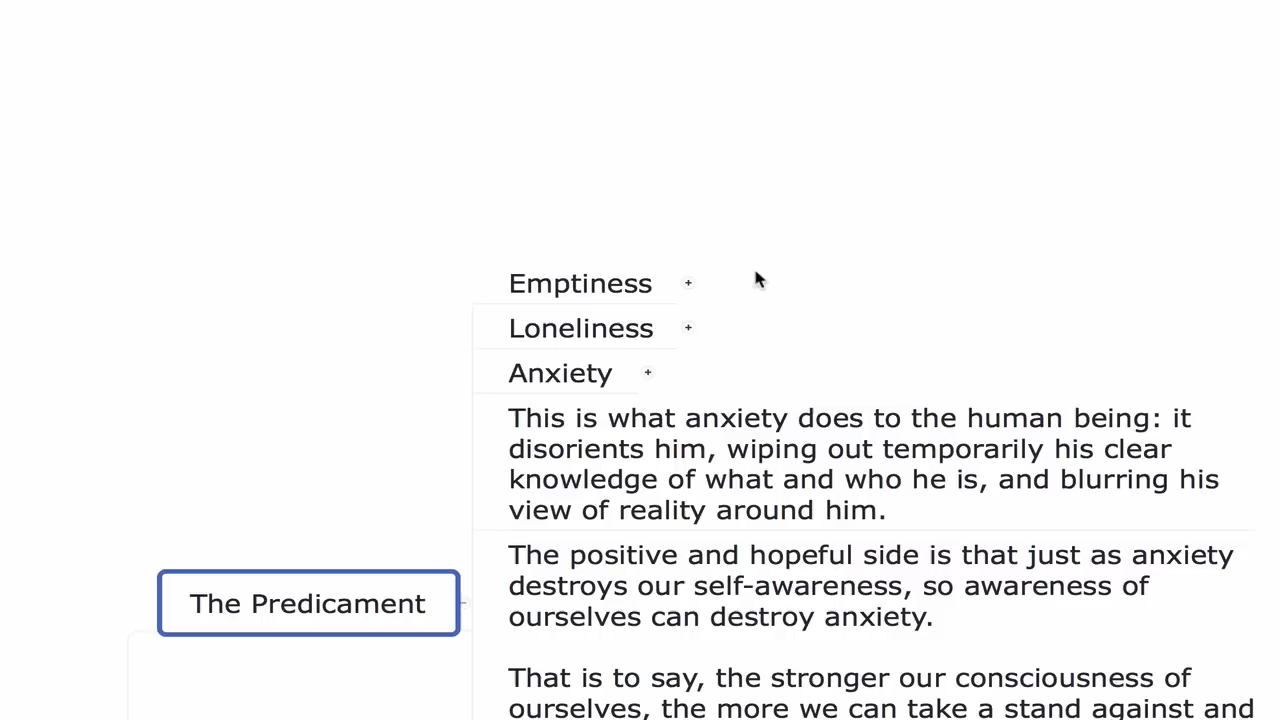 Emptiness
Loneliness
Anxiety
This is what anxiety does to the human being: it
disorients him, wiping out temporarily his clear
knowledge of what and who he is, and blurring his
view of reality around him.
The positive and hopeful side is that just as anxiety
destroys our self-awareness, so awareness of
ourselves can destroy anxiety.
The Predicament
That is to say, the stronger our consciousness of
ourselves, the more we can take a stand against and